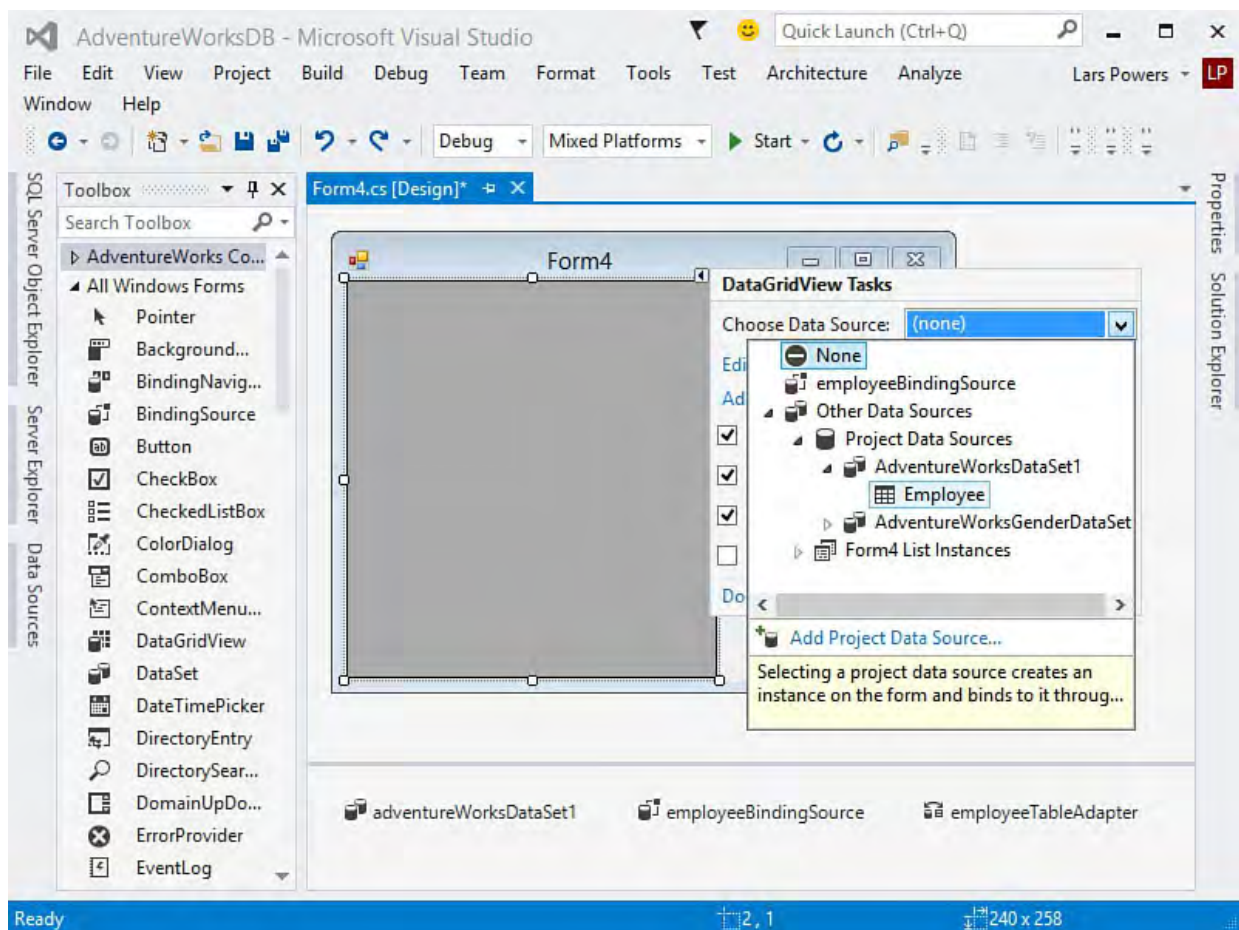 AdventureWorksDB - Microsoft Visual Studio
Quick Launch (Ctrl+Q)
File Edit View Project Build Debug Team Format Tools Test Architecture Analyze Lars Powers LP
Window Help
Debug Mixed Platforms Start
SQL Server Object Explorer
Server Explorer
Data Sources
Toolbox
Search Toolbox
AdventureWorks Co...
All Windows Forms
Pointer
Background...
BindingNavig...
BindingSource
Button
CheckBox
CheckedListBox
ColorDialog
ComboBox
ContextMenu...
DataGridView
DataSet
DateTimePicker
DirectoryEntry
DirectorySear...
DomainUpDo...
ErrorProvider
EventLog
Form4.cs [Design]*
Form4
DataGridView Tasks
Choose Data Source: (none)
Edi
Ad
Do
None
employeeBindingSource
Other Data Sources
Project Data Sources
AdventureWorksDataSet1
Employee
AdventureWorksGenderDataSet
Form4 List Instances
Add Project Data Source...
Selecting a project data source creates an
instance on the form and binds to it throug...
adventureWorksDataSet1 employeeBindingSource employeeTableAdapter
Properties
Solution Explorer
Ready 2 , 1 240 x 258